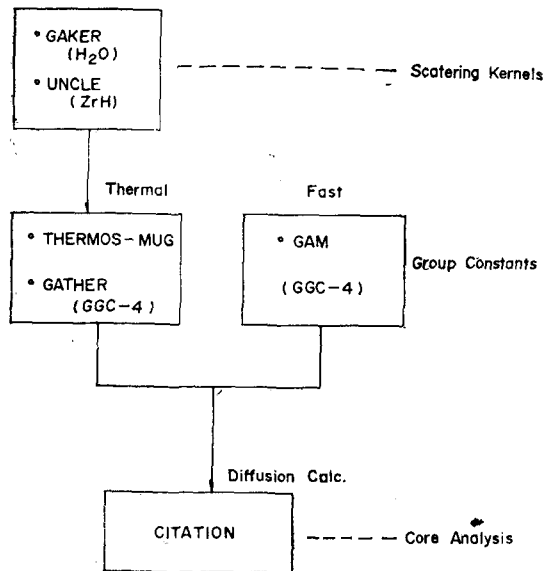 • GAKER
(H₂O)
• UNCLE
(ZrH)
Scatering Kernels
Thermal
Fast
• THERMOS-MUG
• GATHER
(GGC-4)
• GAM
(GGC-4)
Group Constants
Diffusion Calc.
CITATION
Core Analysis